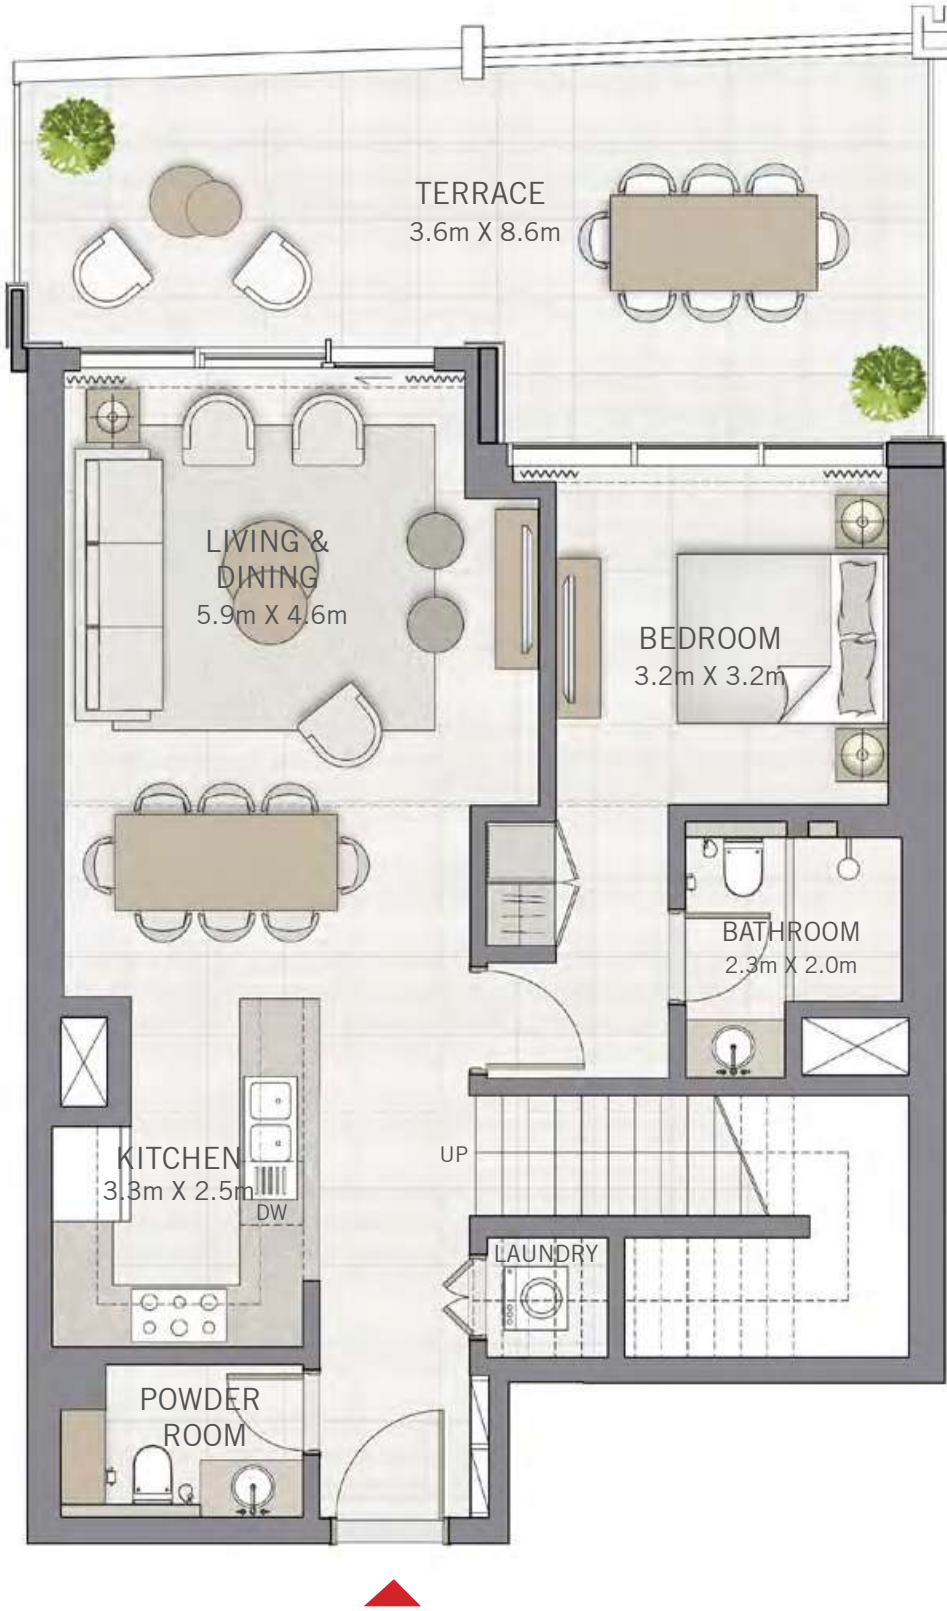 TERRACE
3.6m X 8.6m
LIVING &
DINING
5.9m X 4.6m
BEDROOM
3.2m X 3.2m
BATHROOM
2.3m X 2.0m
KITCHEN
3.3m X 2.5m
DW
UP
LAUNDRY
POWDER
ROOM